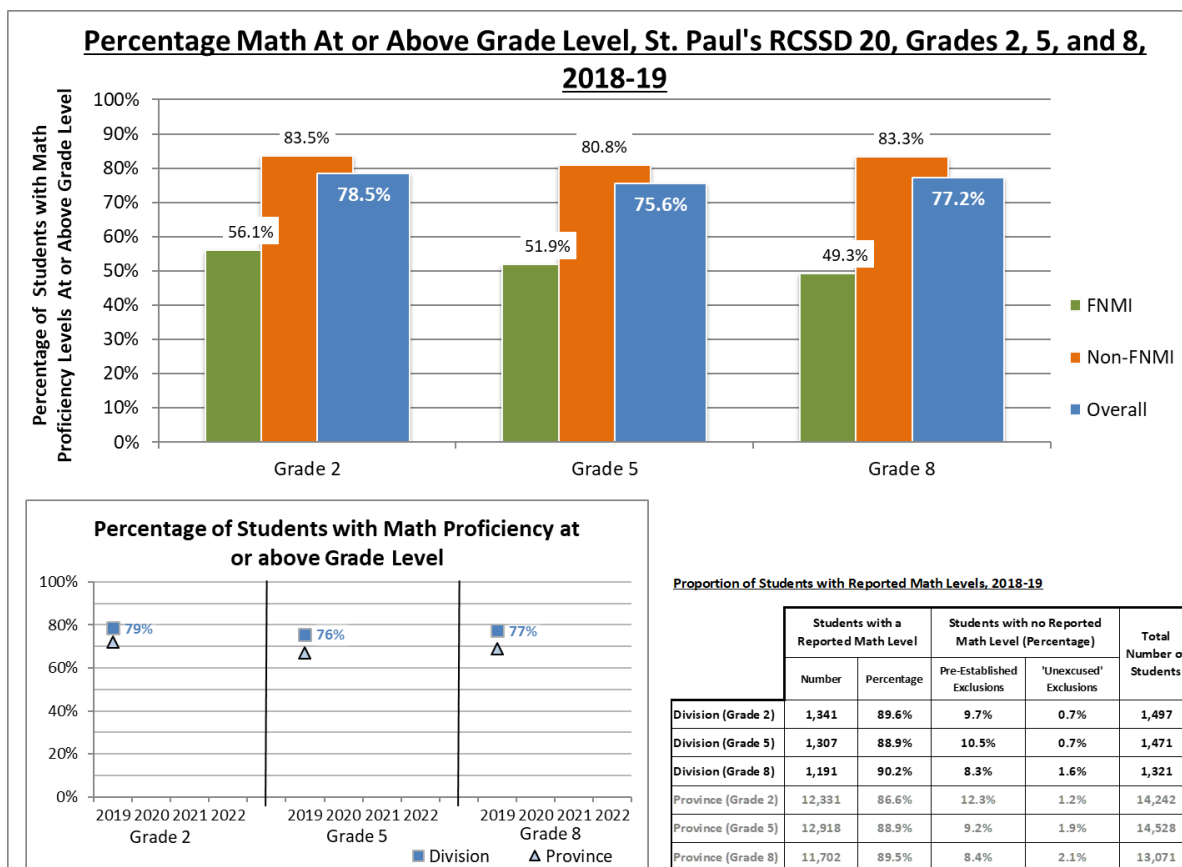 Percentage Math At or Above Grade Level, St. Paul's RCSSD 20, Grades 2, 5, and 8,
2018-19
Percentage of Students with Math
Proficiency Levels At or Above Grade Level
100%
90%
80%
70%
60%
50%
40%
30%
20%
10%
0%
83.5%
78.5%
56.1%
80.8%
75.6%
51.9%
83.3%
77.2%
49.3%
Grade 2
Grade 5
Grade 8
FNMI
Non-FNMI
Overall
Percentage of Students with Math Proficiency at
or above Grade Level
100%
80%
60%
40%
20%
0%
79%
76%
77%
2019 2020 2021 2022
2019 2020 2021 2022
2019 2020 2021 2022
Grade 2
Grade 5
Grade 8
Division
Province
Proportion of Students with Reported Math Levels, 2018-19
Students with a
Reported Math Level
Students with no Reported
Math Level (Percentage)
Total
Number o
Students
Number
Percentage
Pre-Established
Exclusions
'Unexcused'
Exclusions
Division (Grade 2) 1,341 89.6% 9.7% 0.7% 1,497
Division (Grade 5) 1,307 88.9% 10.5% 0.7% 1,471
Division (Grade 8) 1,191 90.2% 8.3% 1.6% 1,321
Province (Grade 2) 12,331 86.6% 12.3% 1.2% 14,242
Province (Grade 5) 12,918 88.9% 9.2% 1.9% 14,528
Province (Grade 8) 11,702 89.5% 8.4% 2.1% 13,071